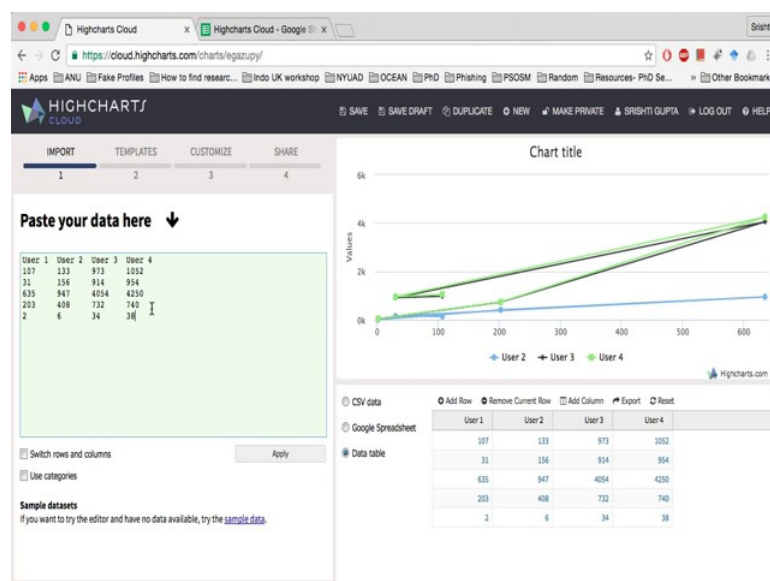 Highcharts Cloud
Highcharts Cloud - Google Sh
Srishti
https://cloud.highcharts.com/charts/egazupy/
Apps ANU Fake Profiles How to find researc... Indo UK workshop NYUAD OCEAN PhD Phishing PSOSM Random Resources- PhD Se... » Other Bookmark
HIGHCHARTS
CLOUD
SAVE SAVE DRAFT DUPLICATE NEW MAKE PRIVATE SRISHTI GUPTA LOG OUT HELP
IMPORT TEMPLATES CUSTOMIZE SHARE
1 2 3 4
Paste your data here
User 1 User 2 User 3 User 4
107 133 973 1052
31 156 914 954
635 947 4054 4250
203 408 732 740
2 6 34 38
Switch rows and columns
Apply
Use categories
Sample datasets
If you want to try the editor and have no data available, try the sample data.
Chart title
Values
6k
4k
2k
0k
0 100 200 300 400 500 600
User 2 User 3 User 4
Highcharts.com
CSV data
Google Spreadsheet
Data table
Add Row Remove Current Row Add Column Export Reset
User 1 User 2 User 3 User 4
107 133 973 1052
31 156 914 954
635 947 4054 4250
203 408 732 740
2 6 34 38